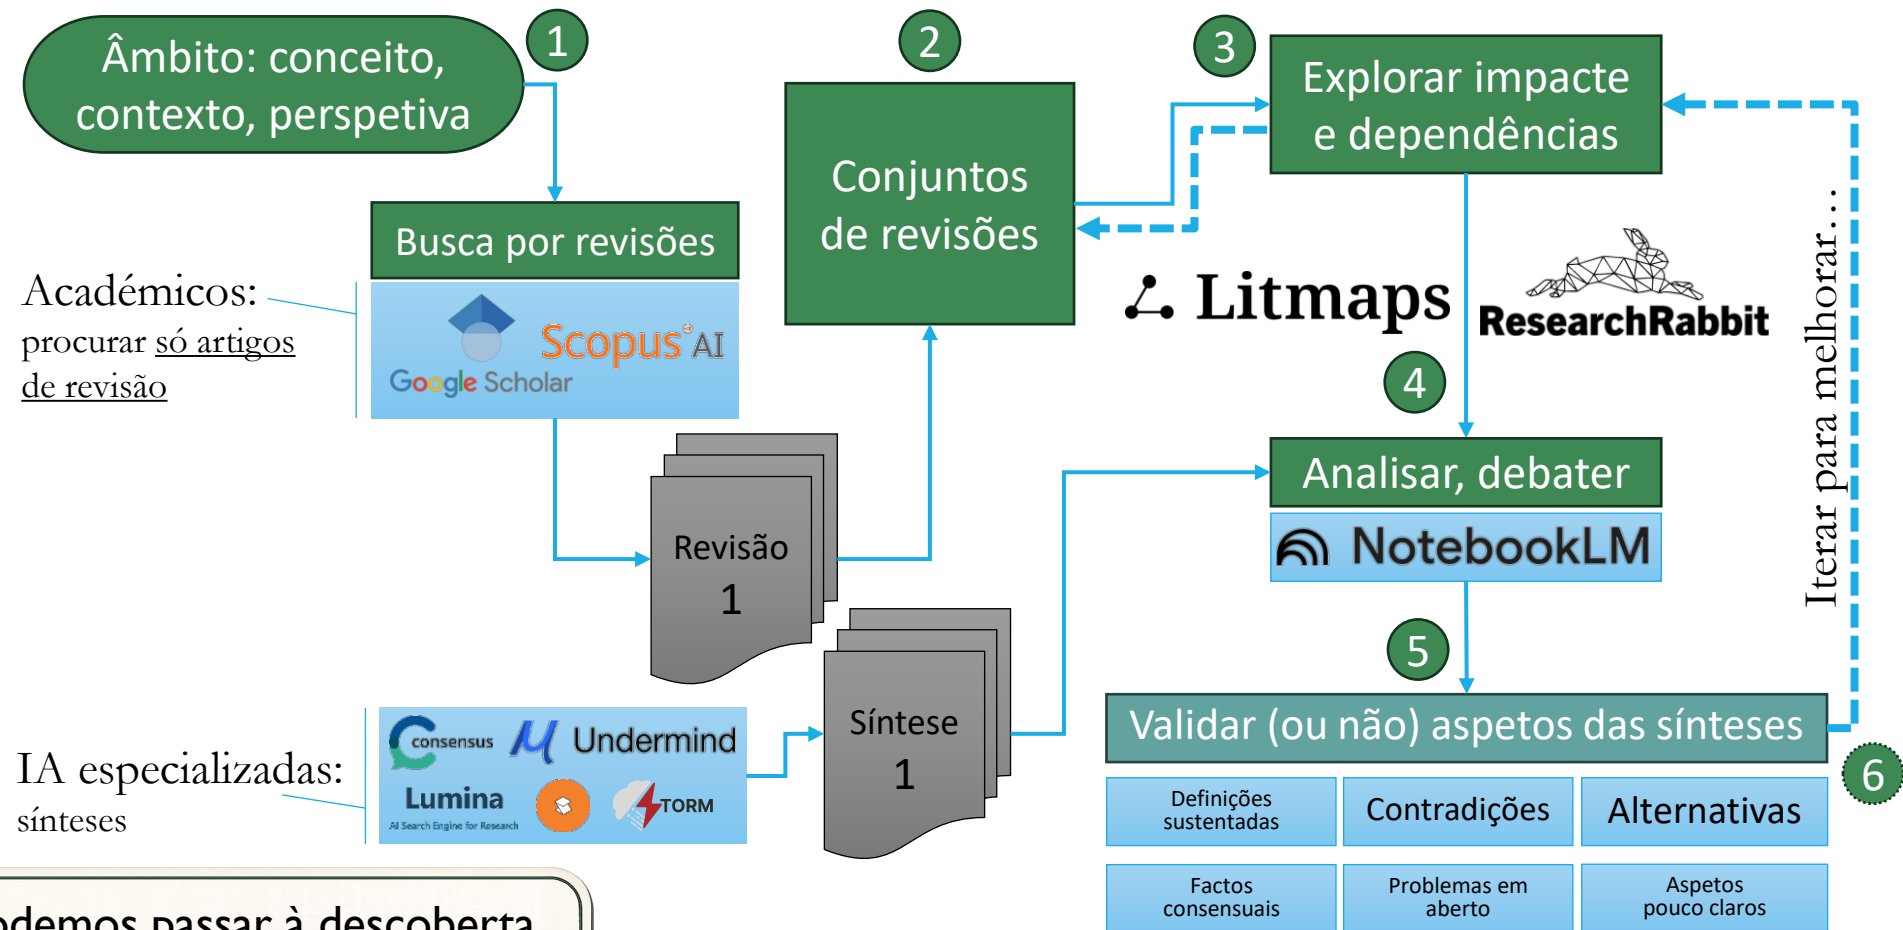 Âmbito: conceito,
contexto, perspetiva
1
Busca por revisões
Académicos:
procurar só artigos
de revisão
Google Scholar
Scopus AI
Revisão
1
2
Conjuntos
de revisões
3
Explorar impacte
e dependências
Litmaps
ResearchRabbit
4
Analisar, debater
NotebookLM
5
IA especializadas:
sínteses
consensus
Undermind
Lumina
AI Search Engine for Research
STORM
Síntese
1
Validar (ou não) aspetos das sínteses
6
Iterar para melhorar…
Definições
sustentadas
Contradições
Alternativas
Factos
consensuais
Problemas em
aberto
Aspetos
pouco claros
odemos passar à descoberta